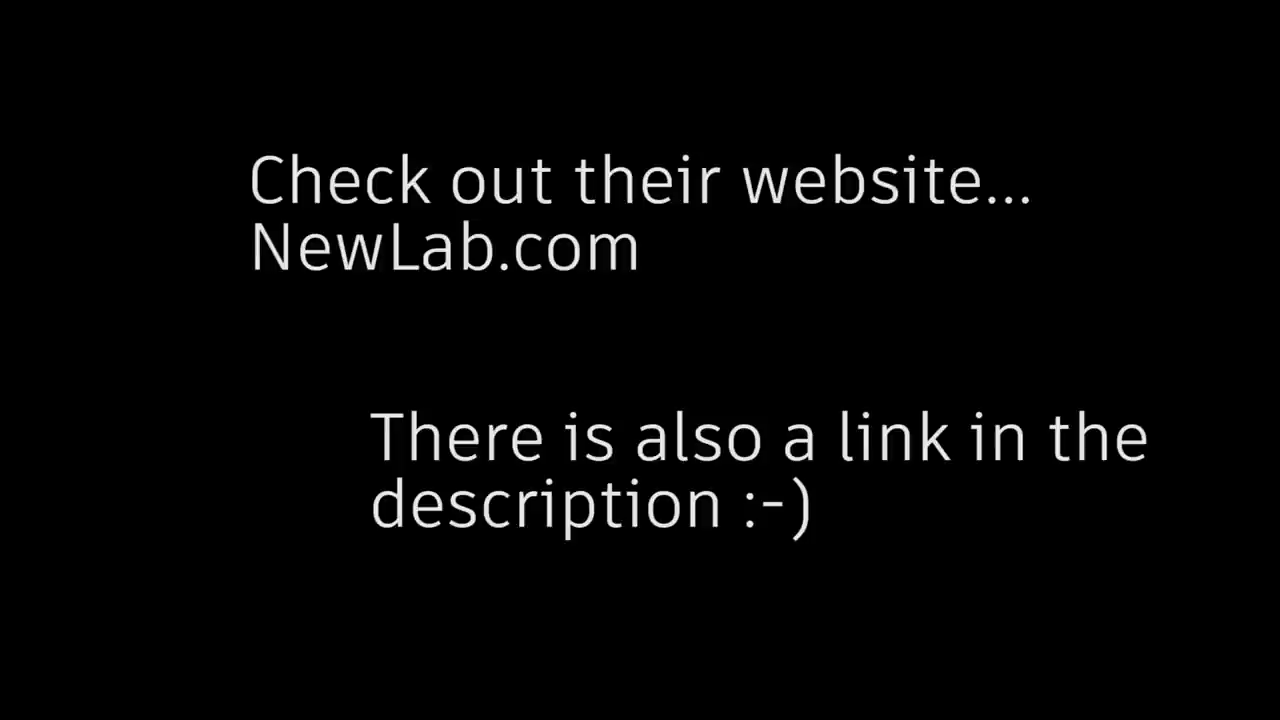 Check out their website...
NewLab.com
There is also a link in the
description :-)